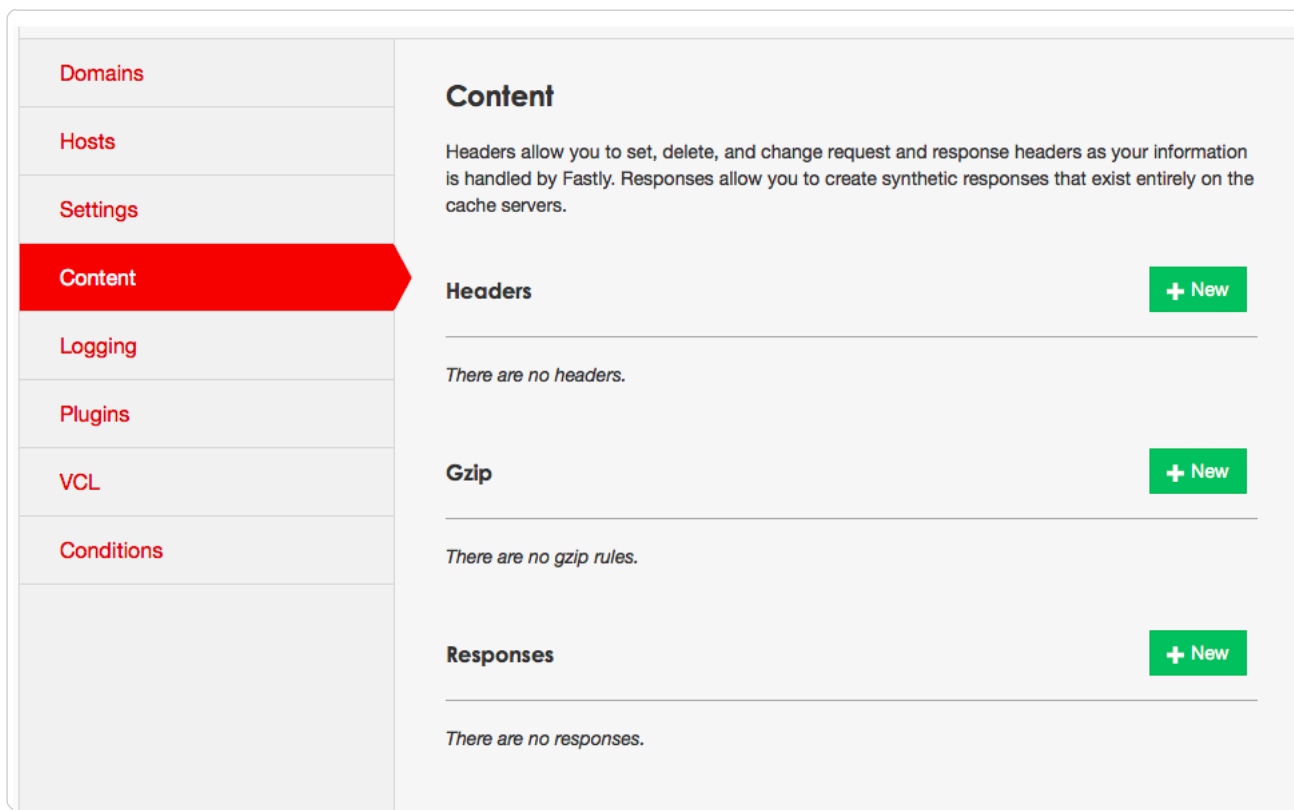 Domains
Hosts
Settings
Content
Logging
Plugins
VCL
Conditions
Content
Headers allow you to set, delete, and change request and response headers as your information
is handled by Fastly. Responses allow you to create synthetic responses that exist entirely on the
cache servers.
Headers
+ New
There are no headers.
Gzip
+ New
There are no gzip rules.
Responses
+ New
There are no responses.